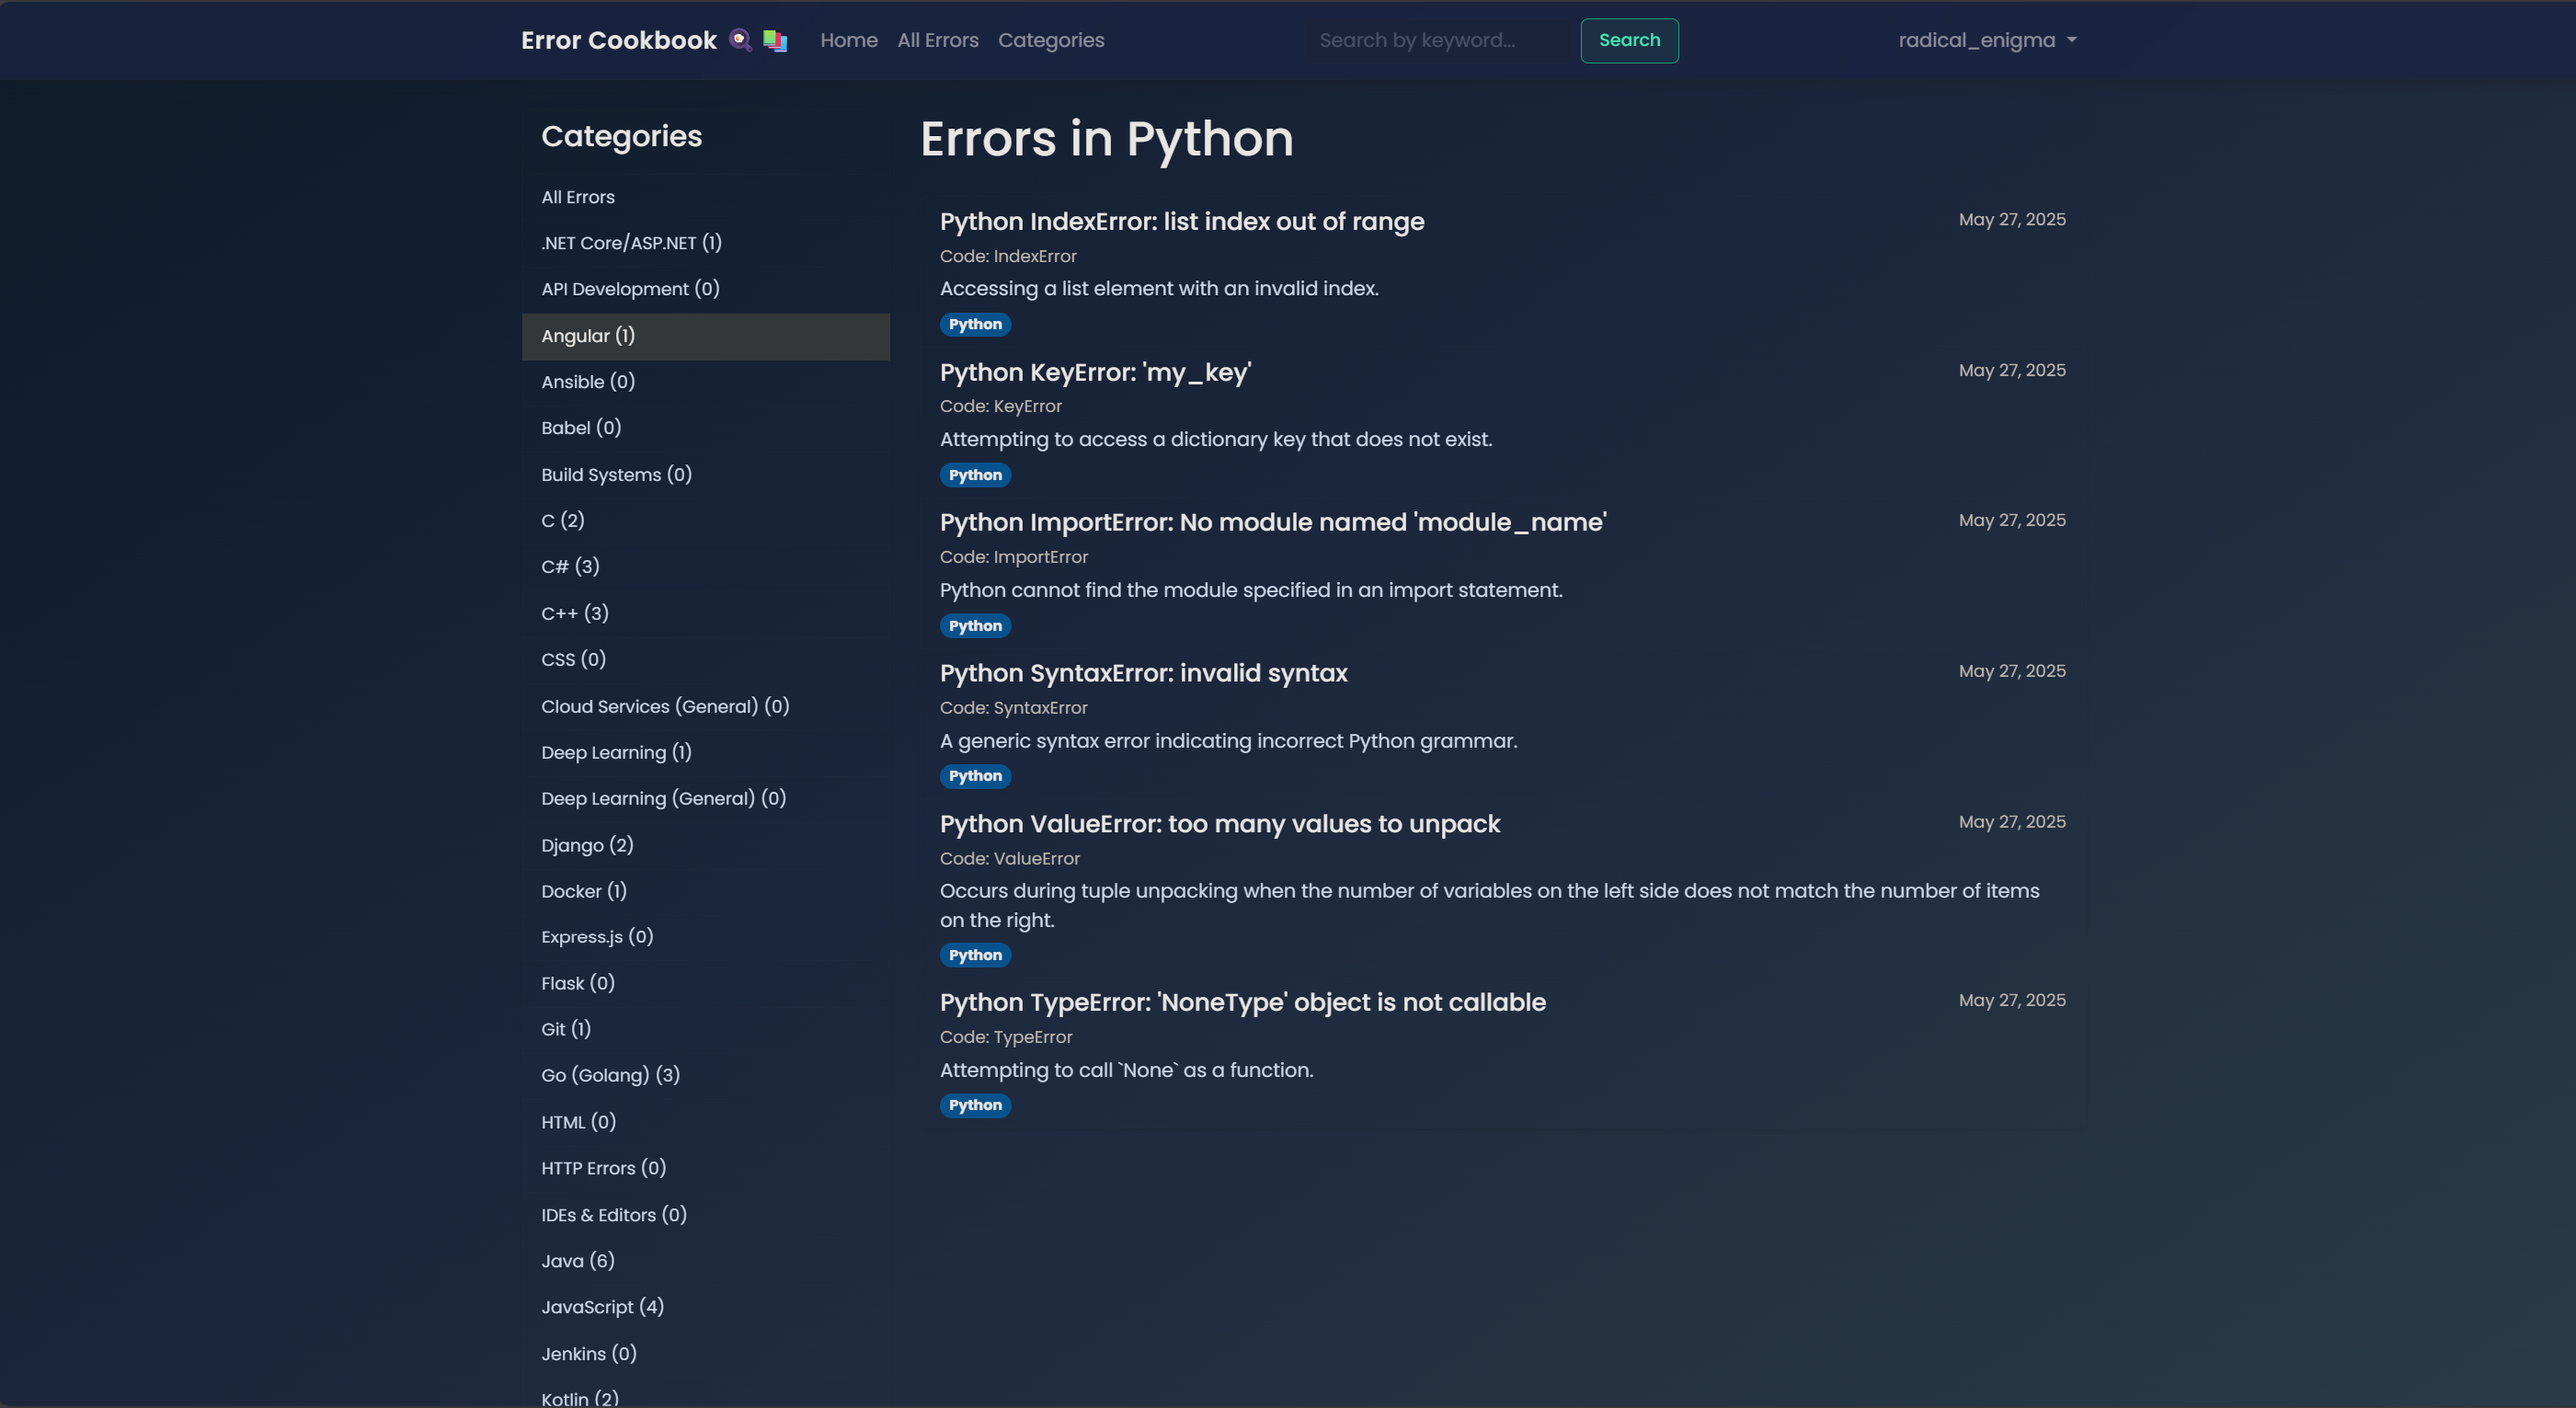 Error Cookbook Home All Errors Categories Search by keyword... Search radical_enigma
Categories
All Errors
.NET Core/ASP.NET (1)
API Development (0)
Angular (1)
Ansible (0)
Babel (0)
Build Systems (0)
C (2)
C# (3)
C++ (3)
CSS (0)
Cloud Services (General) (0)
Deep Learning (1)
Deep Learning (General) (0)
Django (2)
Docker (1)
Express.js (0)
Flask (0)
Git (1)
Go (Golang) (3)
HTML (0)
HTTP Errors (0)
IDEs & Editors (0)
Java (6)
JavaScript (4)
Jenkins (0)
Kotlin (2)
Errors in Python
Python IndexError: list index out of range May 27, 2025
Code: IndexError
Accessing a list element with an invalid index.
Python
Python KeyError: 'my_key' May 27, 2025
Code: KeyError
Attempting to access a dictionary key that does not exist.
Python
Python ImportError: No module named 'module_name' May 27, 2025
Code: ImportError
Python cannot find the module specified in an import statement.
Python
Python SyntaxError: invalid syntax May 27, 2025
Code: SyntaxError
A generic syntax error indicating incorrect Python grammar.
Python
Python ValueError: too many values to unpack May 27, 2025
Code: ValueError
Occurs during tuple unpacking when the number of variables on the left side does not match the number of items
on the right.
Python
Python TypeError: 'NoneType' object is not callable May 27, 2025
Code: TypeError
Attempting to call `None` as a function.
Python